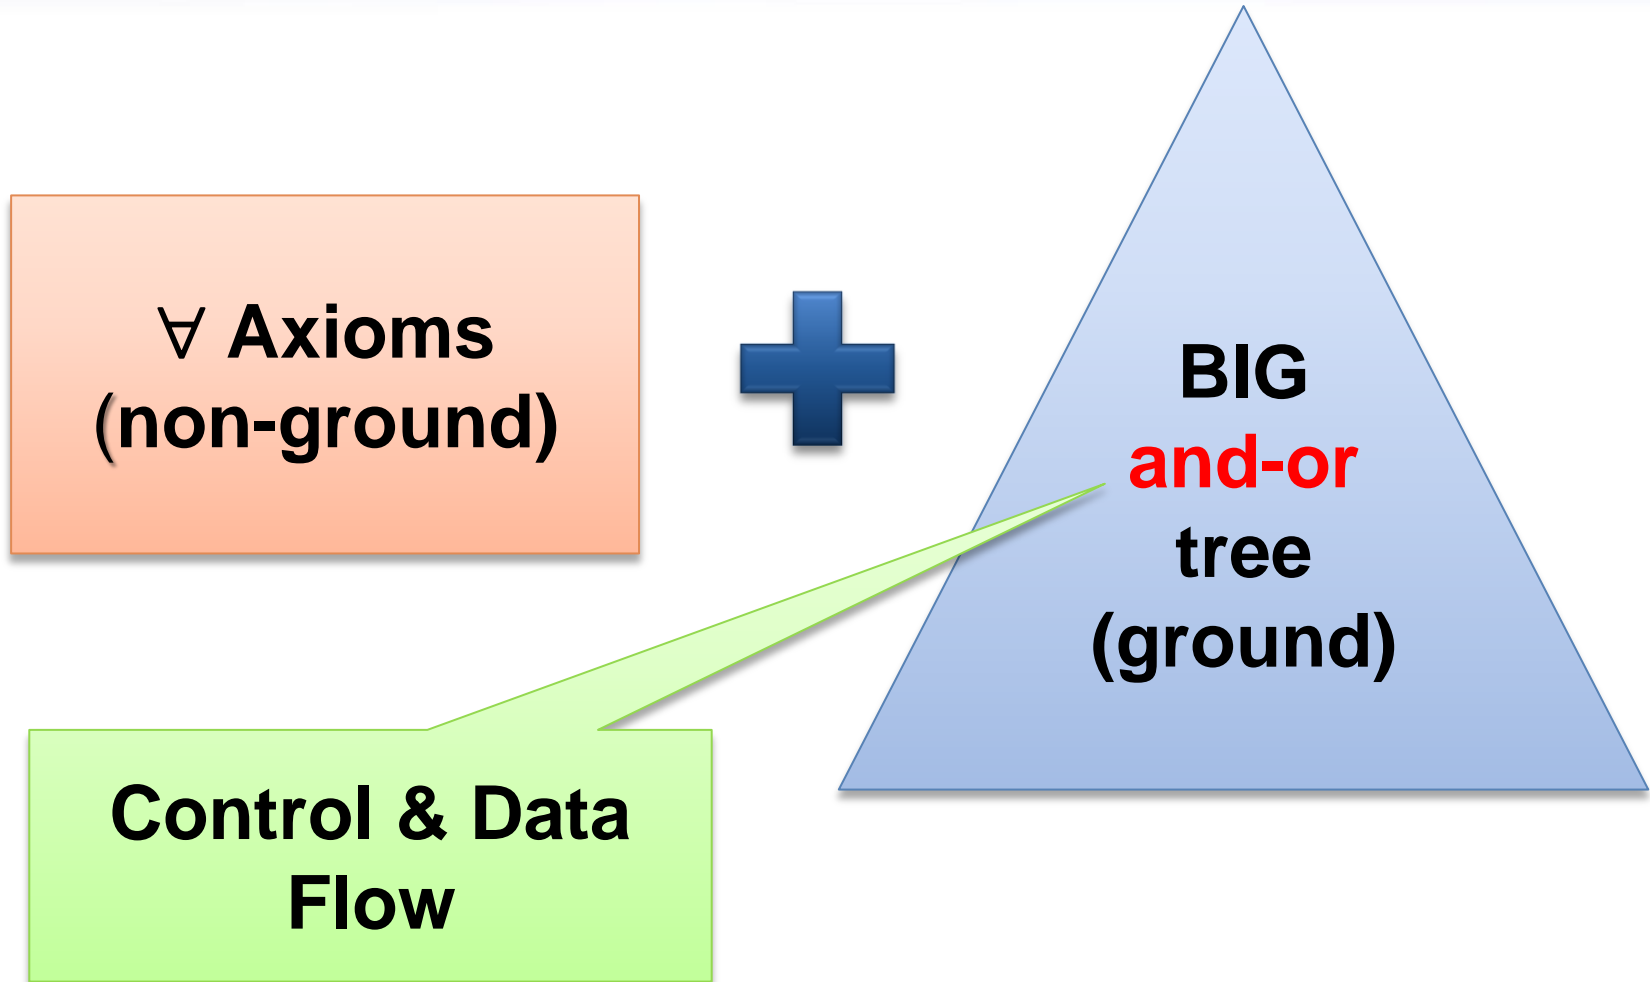 ∀ Axioms
(non-ground)
BIG
and-or
tree
(ground)
Control & Data
Flow